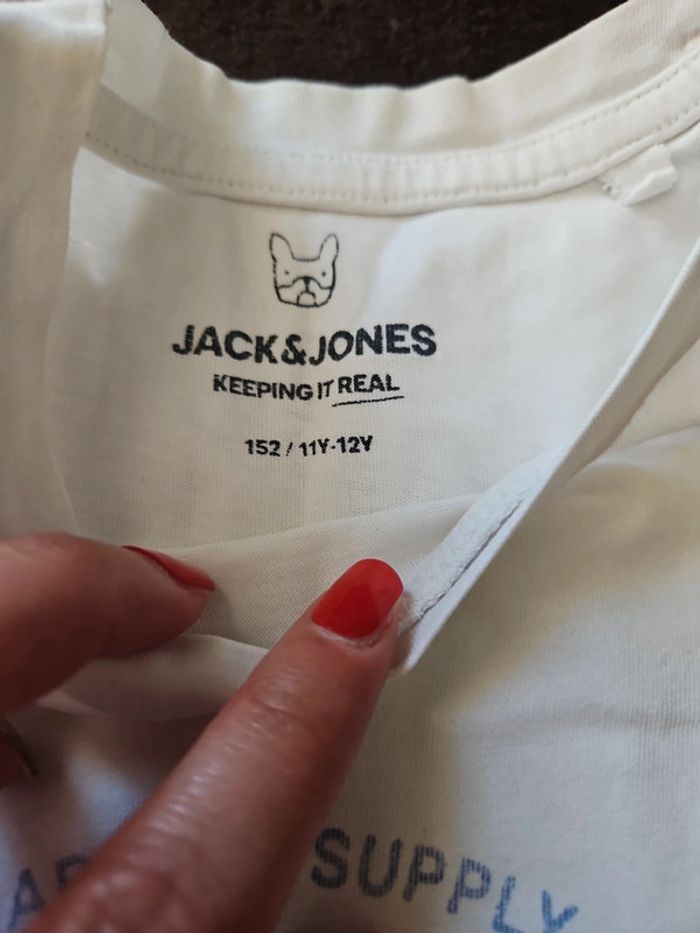 JACK&JONES
KEEPING IT REAL
152 / 11Y-12Y
SUPPLY